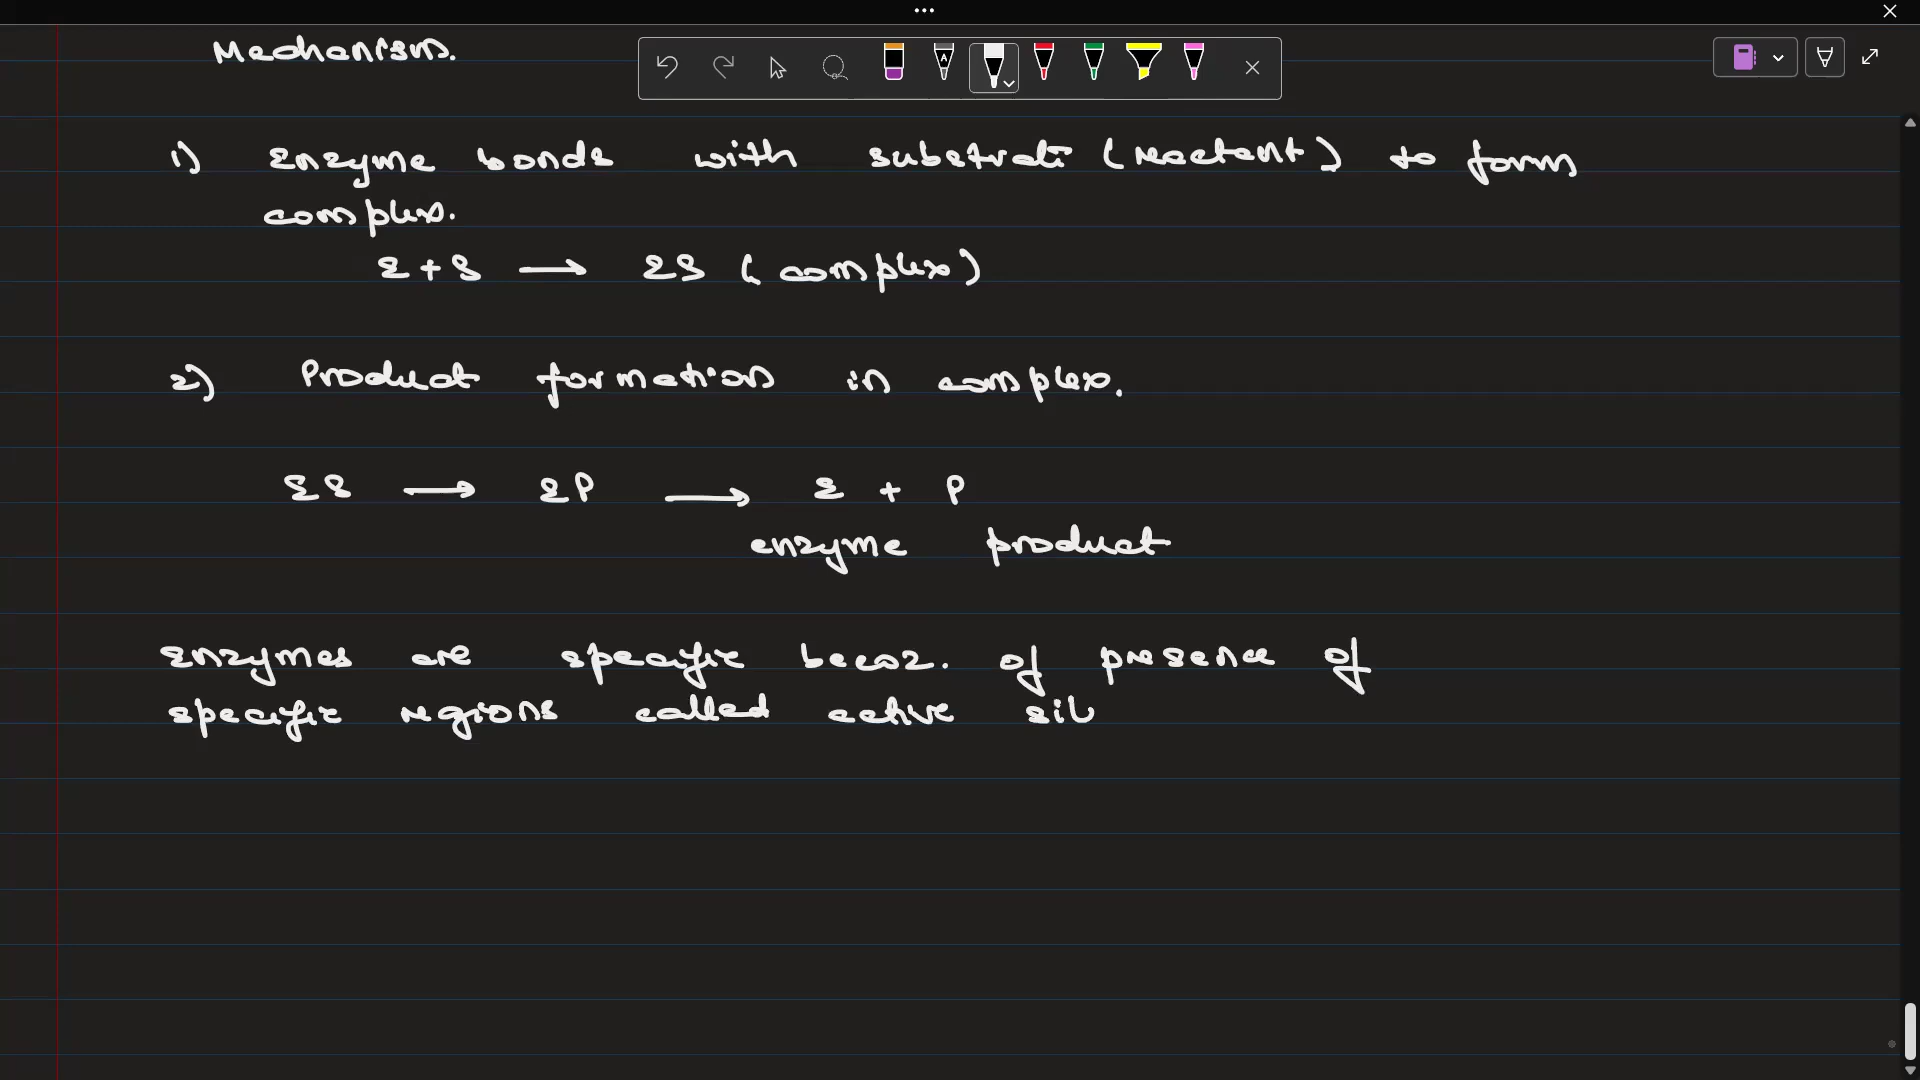 Mechanism.
1) Enzyme bonds with substrate (reactant) to form
complex.
E + S → ES (complex)
2) Product formation in complex.
ES → EP → E + P
enzyme product
Enzymes are specific becoz. of presence of
specific regions called active sit